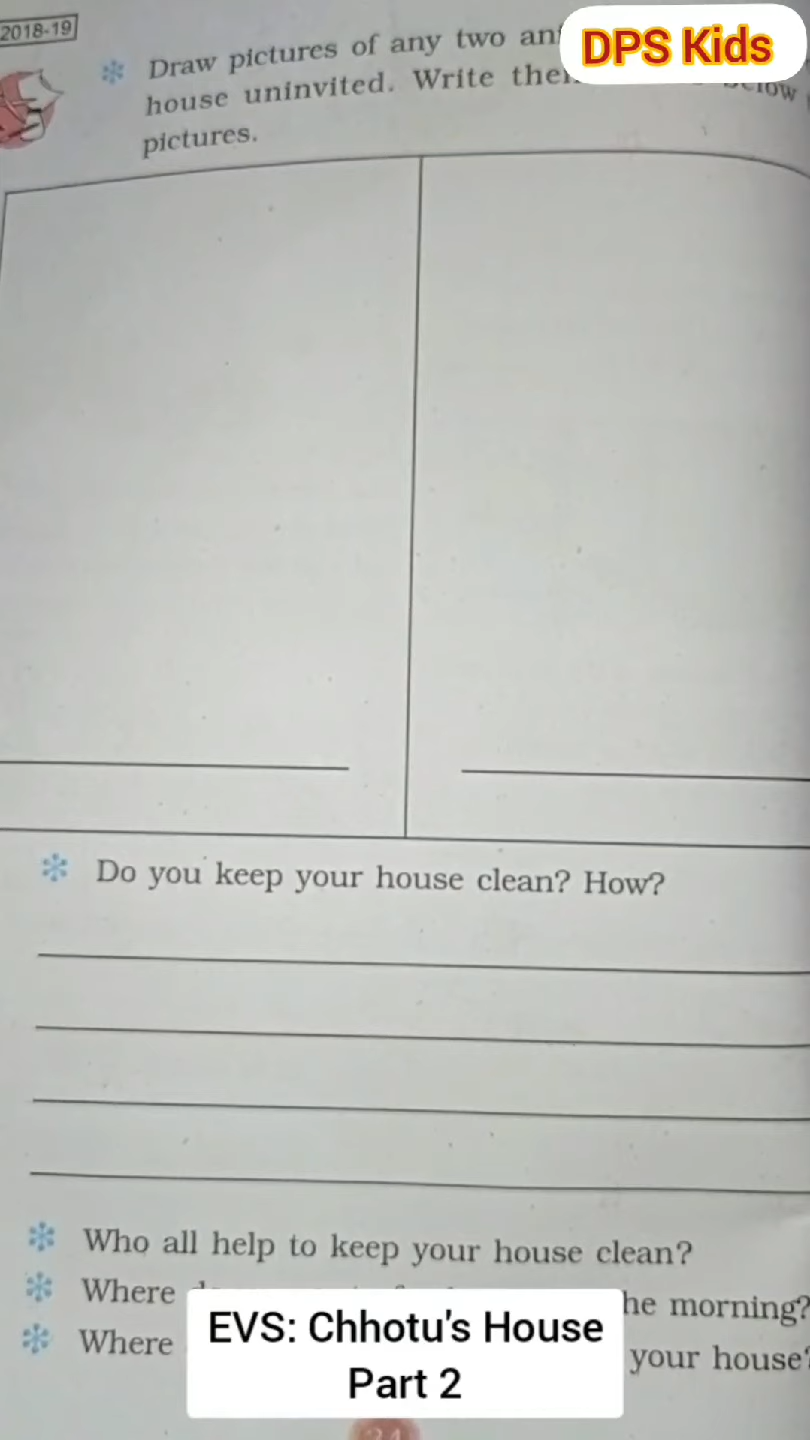 2018-19
DPS Kids
Draw pictures of any two
house uninvited. Write
pictures.
Do you keep your house clean? How?
Who all help to keep your house clean?
Where he morning?
Where your house?
EVS: Chhotu's House
Part 2